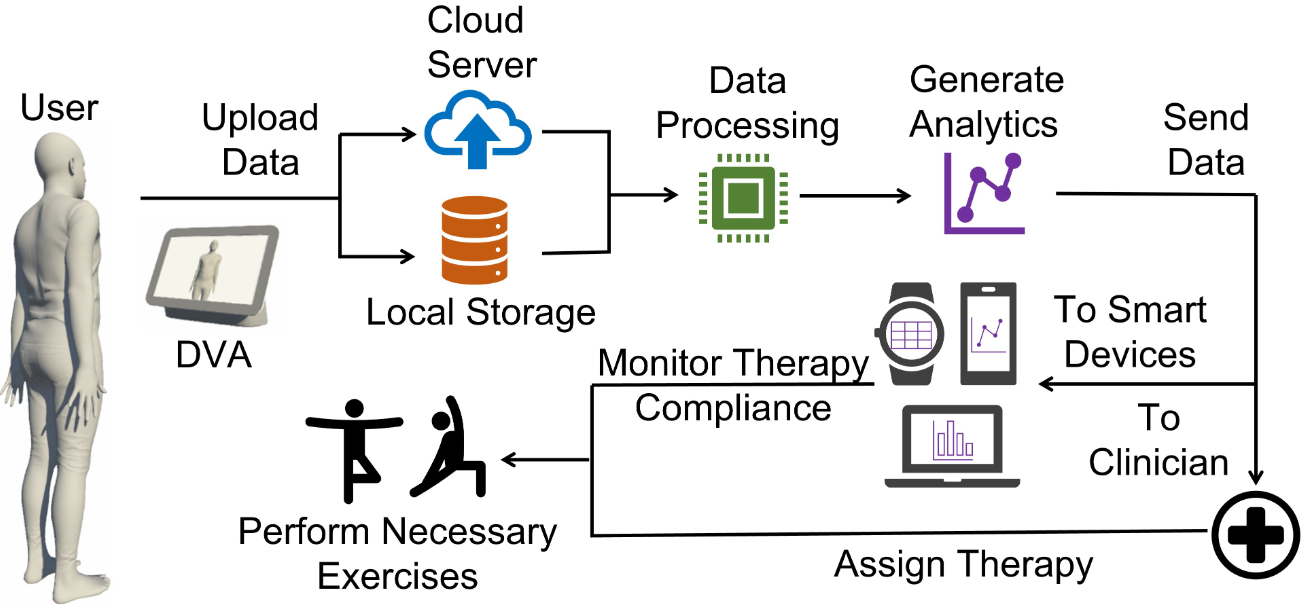 User
DVA
Upload
Data
Cloud
Server
Local Storage
Data
Processing
Generate
Analytics
Send
Data
To Smart
Devices
To
Clinician
Monitor Therapy
Compliance
Assign Therapy
Perform Necessary
Exercises